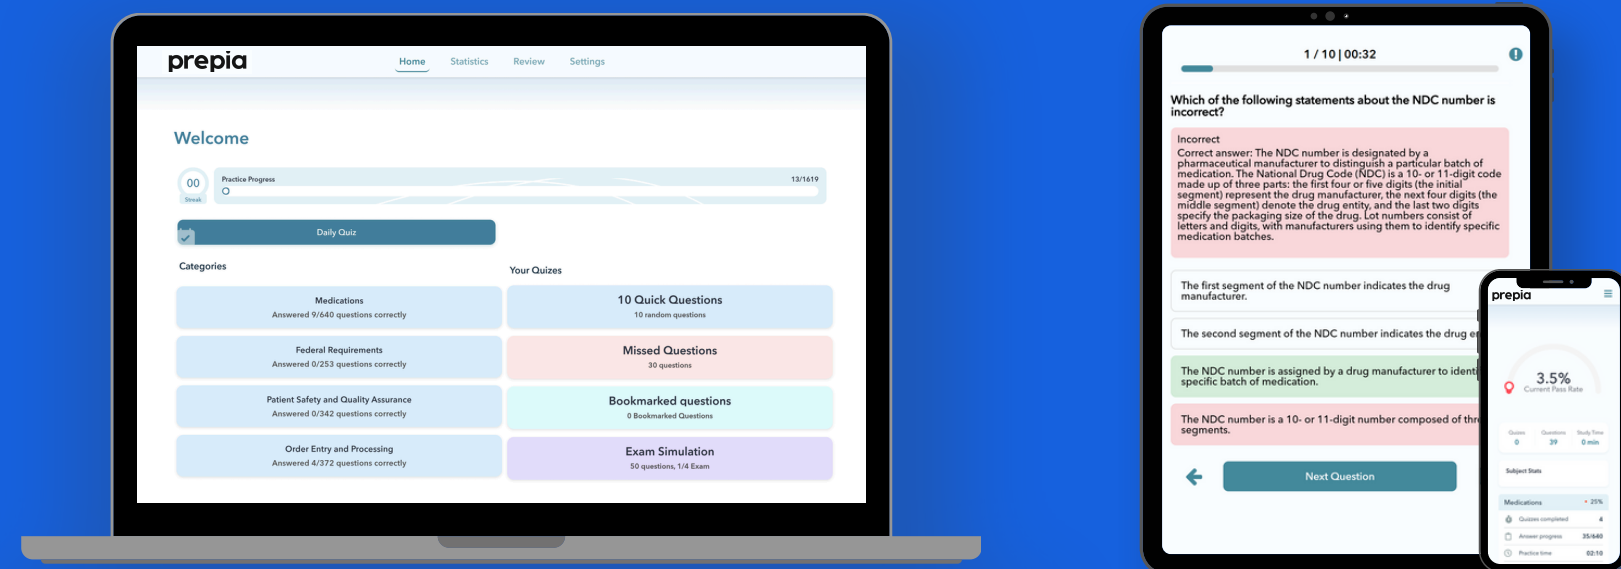 prepia
Home Statistics Review Settings
Welcome
00
Streak
Practice Progress 13/1619
Daily Quiz
Categories
Medications
Answered 9/640 questions correctly
Federal Requirements
Answered 0/253 questions correctly
Patient Safety and Quality Assurance
Answered 0/342 questions correctly
Order Entry and Processing
Answered 4/372 questions correctly
Your Quizes
10 Quick Questions
10 random questions
Missed Questions
30 questions
Bookmarked questions
0 Bookmarked Questions
Exam Simulation
50 questions, 1/4 Exam
1 / 10 | 00:32
Which of the following statements about the NDC number is
incorrect?
Incorrect
Correct answer: The NDC number is designated by a
pharmaceutical manufacturer to distinguish a particular batch of
medication. The National Drug Code (NDC) is a 10- or 11-digit code
made up of three parts: the first four or five digits (the initial
segment) represent the drug manufacturer, the next four digits (the
middle segment) denote the drug entity, and the last two digits
specify the packaging size of the drug. Lot numbers consist of
letters and digits, with manufacturers using them to identify specific
medication batches.
The first segment of the NDC number indicates the drug
manufacturer.
The second segment of the NDC number indicates the drug
The NDC number is assigned by a drug manufacturer to
specific batch of medication.
The NDC number is a 10- or 11-digit number composed of
segments.
Next Question
prepia
3.5%
Current Pass Rate
Quizes Questions Study Time
0 39 0 min
Subject Stats
Medications 25%
Quizzes completed 4
Answer progress 35/640
Practice time 02:10